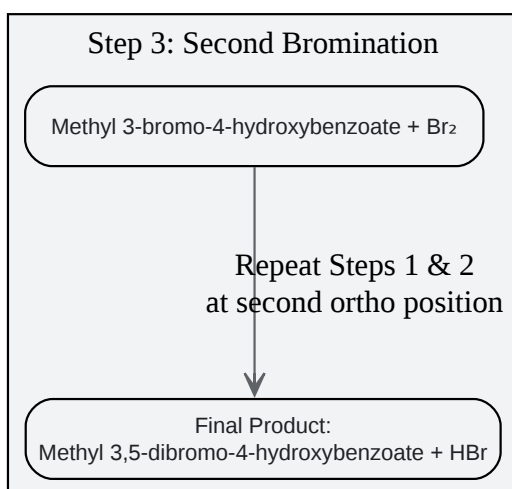 Step 3: Second Bromination
Methyl 3-bromo-4-hydroxybenzoate + Br₂
Repeat Steps 1 & 2
at second ortho position
Final Product:
Methyl 3,5-dibromo-4-hydroxybenzoate + HBr